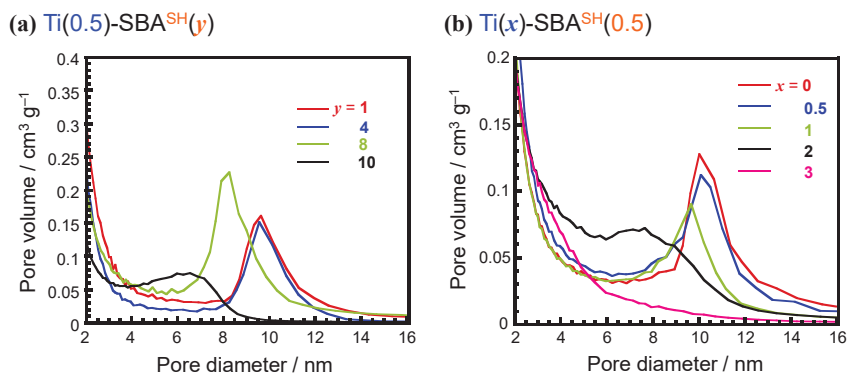 (a) Ti(0.5)-SBA^SH(y)
0.4
0.35
0.3
0.25
0.2
0.15
0.1
0.05
0
Pore volume / cm³ g⁻¹
y = 1
4
8
10
2 4 6 8 10 12 14 16
Pore diameter / nm
(b) Ti(x)-SBA^SH(0.5)
0.2
0.15
0.1
0.05
0
Pore volume / cm³ g⁻¹
x = 0
0.5
1
2
3
2 4 6 8 10 12 14 16
Pore diameter / nm